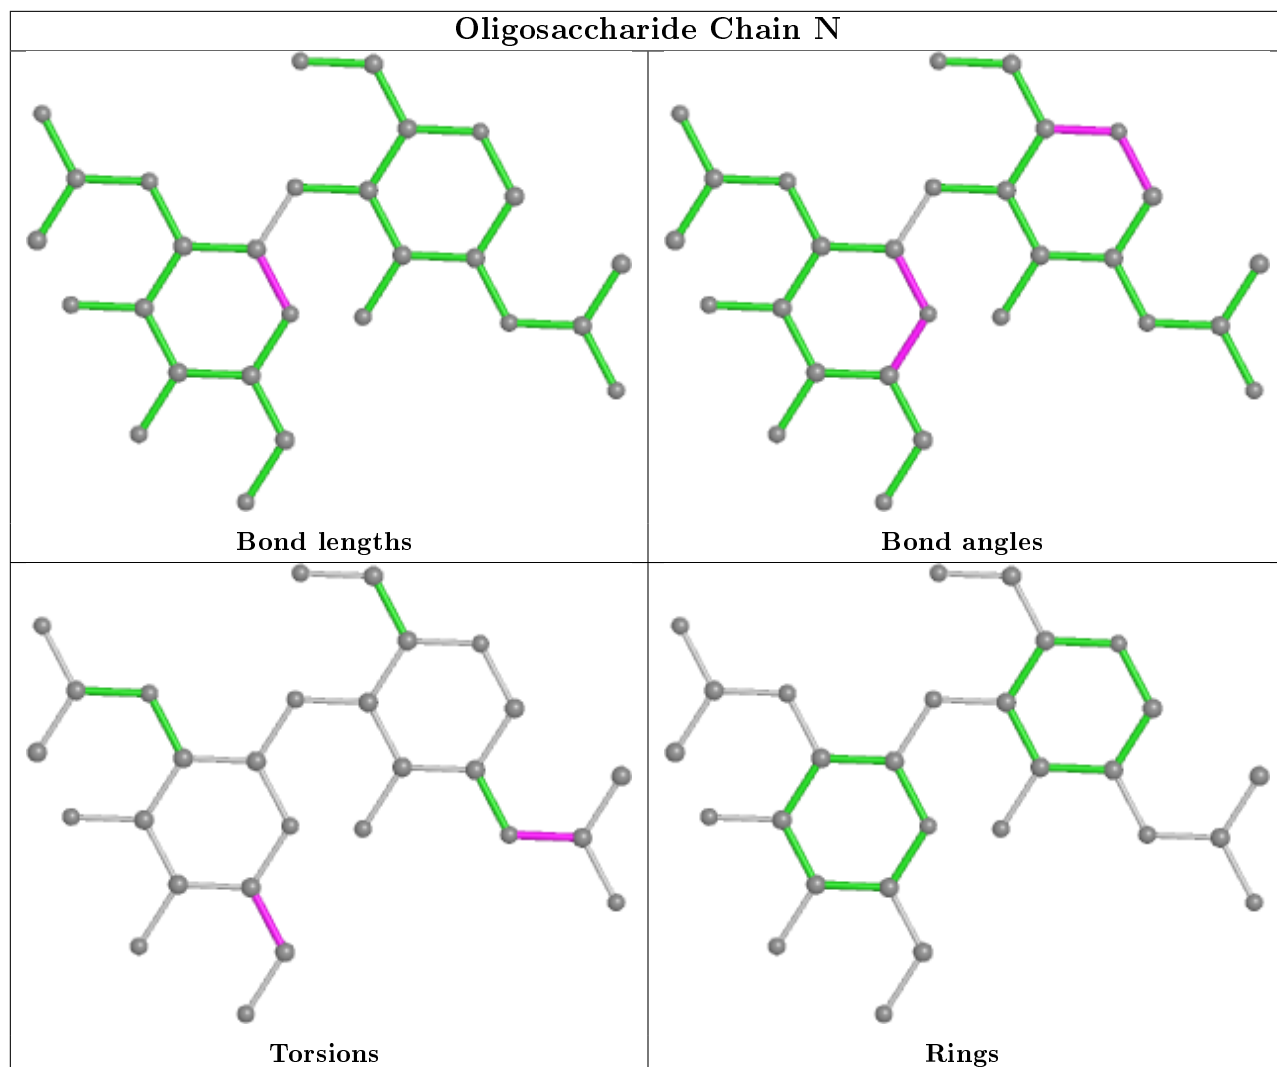 Oligosaccharide Chain N
Bond lengths
Bond angles
Torsions
Rings